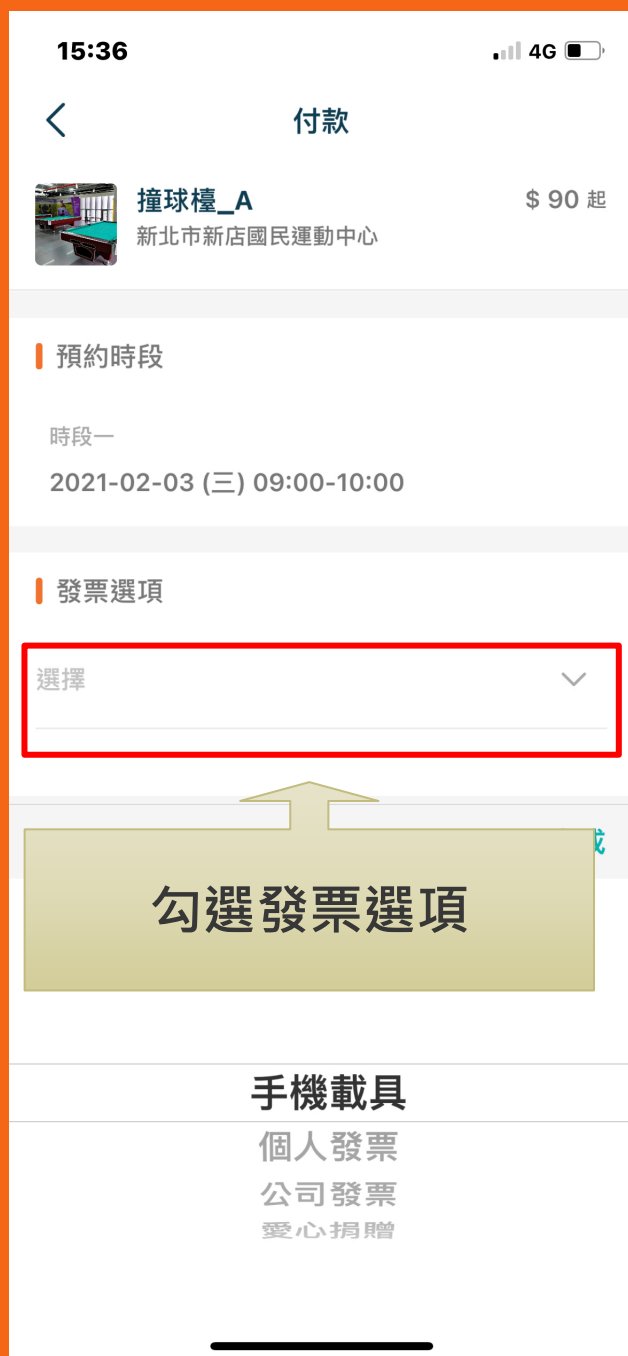 15:36
4G
付款
撞球檯_A
$ 90 起
新北市新店國民運動中心
預約時段
時段一
2021-02-03 (三) 09:00-10:00
發票選項
選擇
勾選發票選項
手機載具
個人發票
公司發票
愛心捐贈